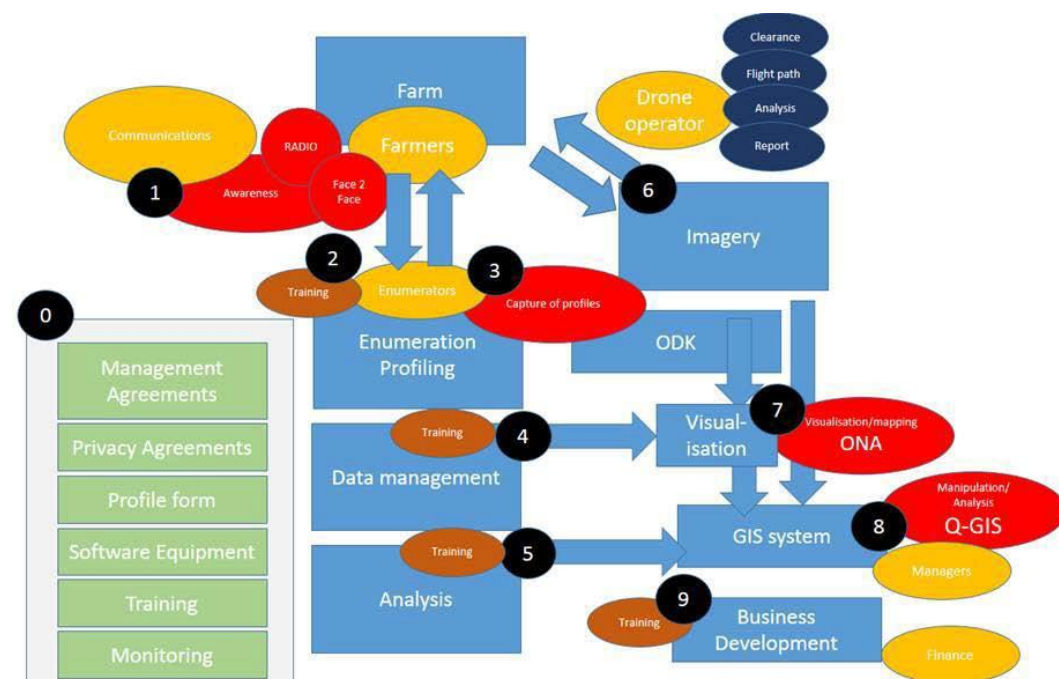 Farm
Farmers
Communications
RADIO
Awareness
Face 2
Face
1
Drone
operator
Clearance
Flight path
Analysis
Report
6
Imagery
2
Training
Enumerators
3
Capture of profiles
Enumeration
Profiling
ODK
0
Management
Agreements
Privacy Agreements
Profile form
Software Equipment
Training
Monitoring
Training
4
Data management
Visual-
isation
7
Visualisation/mapping
ONA
Training
5
Analysis
GIS system
8
Manipulation/
Analysis
Q-GIS
Managers
Training
9
Business
Development
Finance